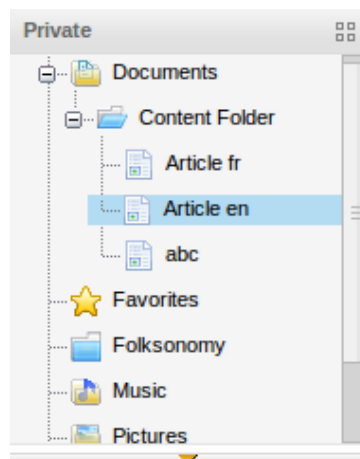 Private
Documents
Content Folder
Article fr
Article en
abc
Favorites
Folksonomy
Music
Pictures